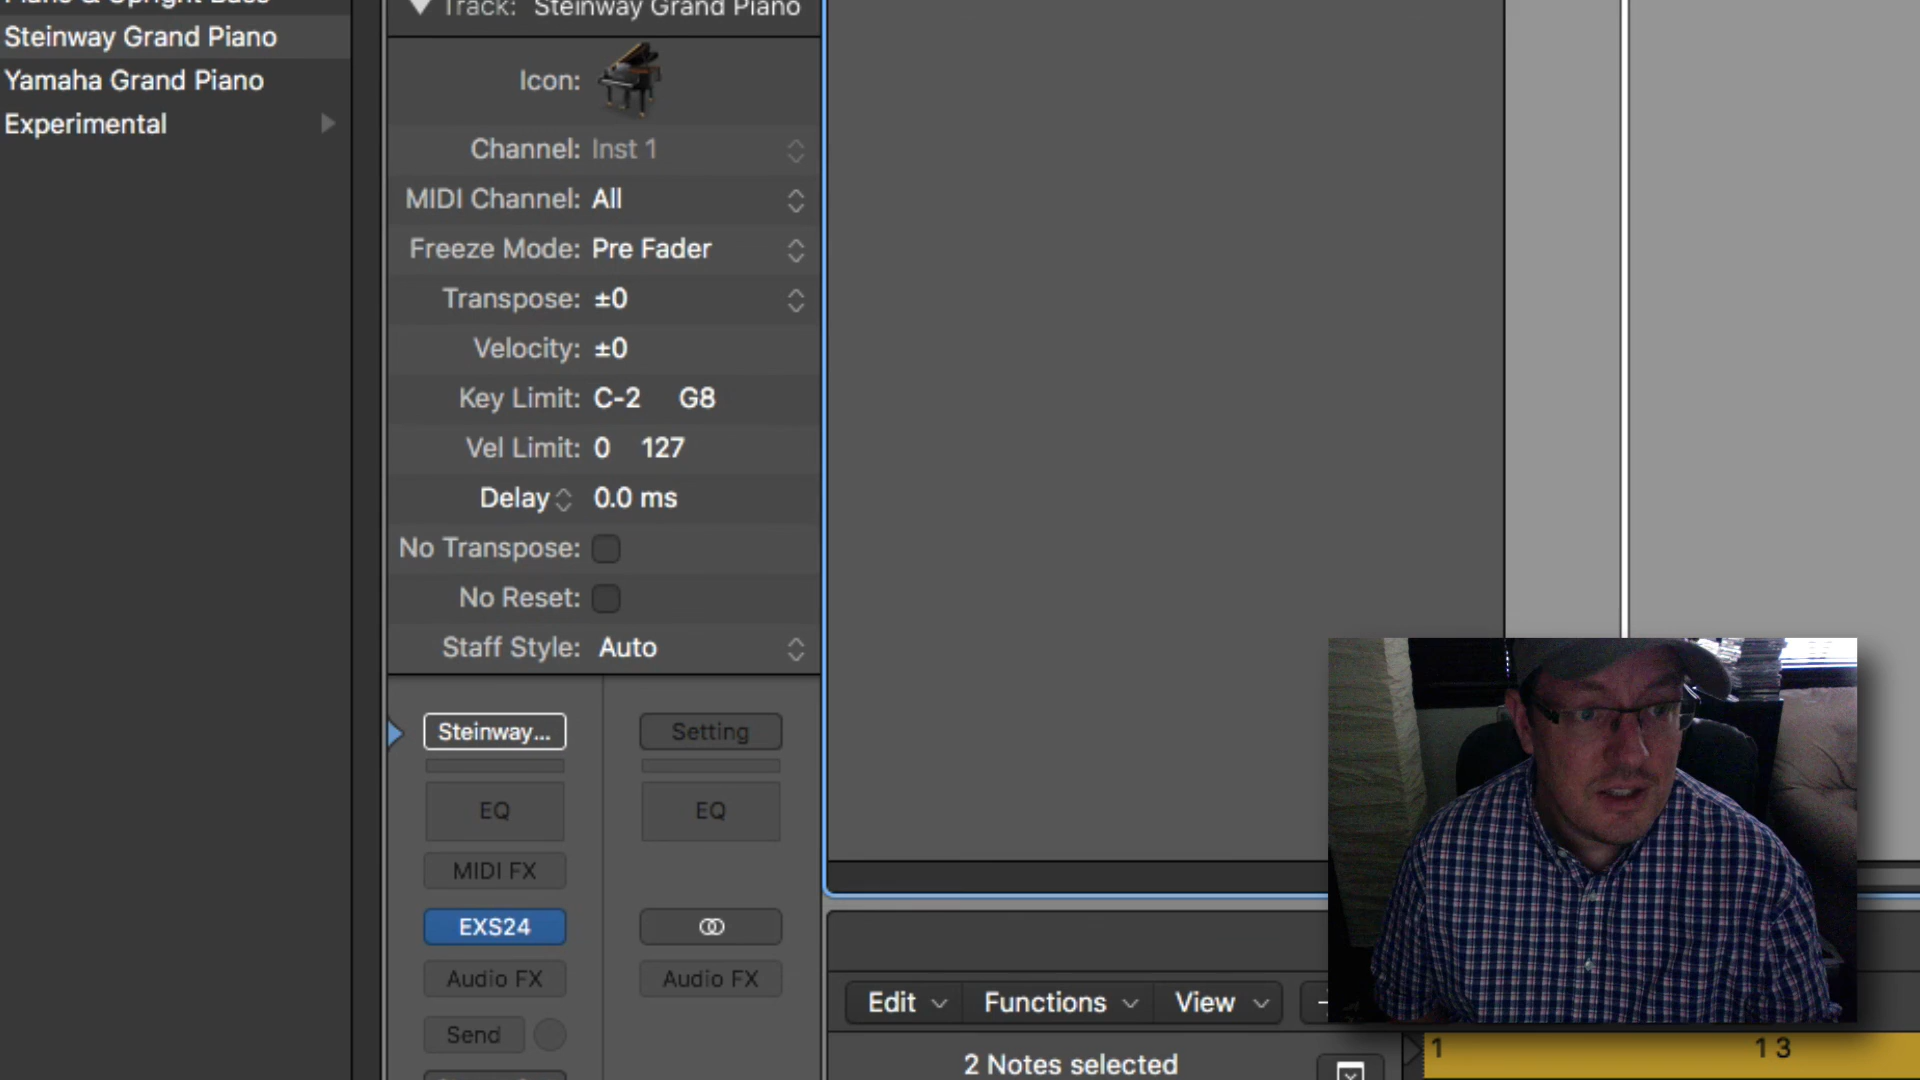 Piano & Upright Bass
Steinway Grand Piano
Yamaha Grand Piano
Experimental
Track: Steinway Grand Piano
Icon:
Channel: Inst 1
MIDI Channel: All
Freeze Mode: Pre Fader
Transpose: ±0
Velocity: ±0
Key Limit: C-2 G8
Vel Limit: 0 127
Delay 0.0 ms
No Transpose:
No Reset:
Staff Style: Auto
Steinway... Setting
EQ EQ
MIDI FX
EXS24
Audio FX Audio FX
Send
Edit Functions View
2 Notes selected
1 1 3